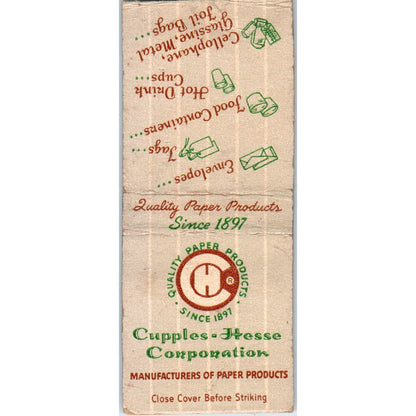 Envelopes ...
Tags ...
Food Containers ...
Hot Drink
Cups ...
Cellophane,
Glassine, Metal
Foil Bags ...
Quality Paper Products
Since 1897
QUALITY PAPER PRODUCTS
CH ®
• SINCE 1897 •
Cupples-Hesse
Corporation
MANUFACTURERS OF PAPER PRODUCTS
Close Cover Before Striking